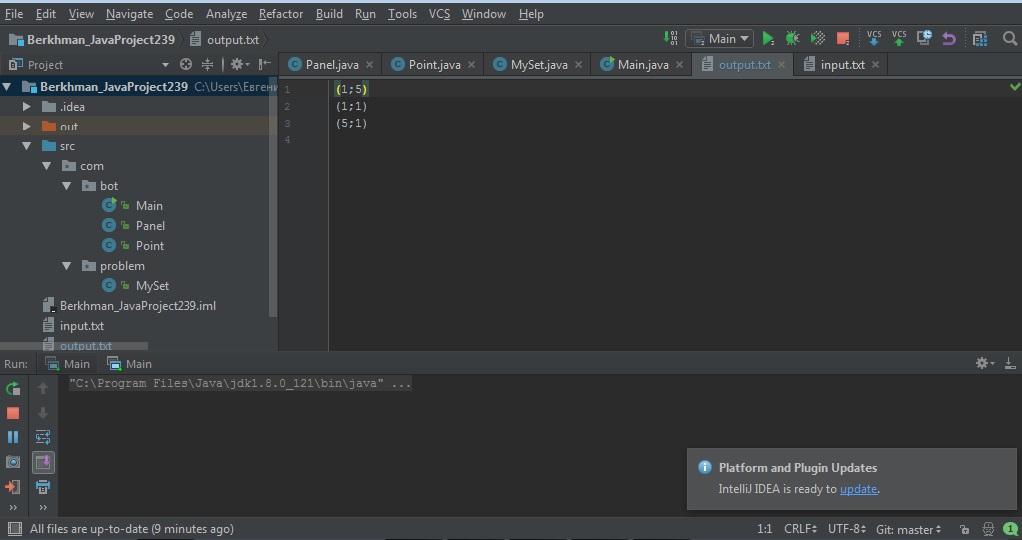 File Edit View Navigate Code Analyze Refactor Build Run Tools VCS Window Help
Berkhman_JavaProject239 output.txt Main VCS VCS
Project Panel.java Point.java MySet.java Main.java output.txt input.txt
Berkhman_JavaProject239 C:\Users\Евгени
.idea
out
src
com
bot
Main
Panel
Point
problem
MySet
Berkhman_JavaProject239.iml
input.txt
output.txt
1 (1;5)
2 (1;1)
3 (5;1)
4
Run: Main Main
"C:\Program Files\Java\jdk1.8.0_121\bin\java" ...
Platform and Plugin Updates
IntelliJ IDEA is ready to update.
All files are up-to-date (9 minutes ago) 1:1 CRLF UTF-8 Git: master 1